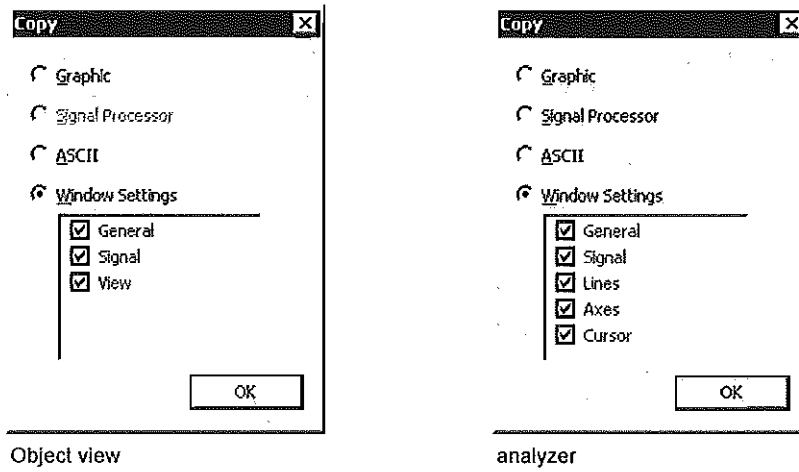 Copy
Graphic
Signal Processor
ASCII
Window Settings
General
Signal
View
OK
Object view
Copy
Graphic
Signal Processor
ASCII
Window Settings
General
Signal
Lines
Axes
Cursor
OK
analyzer